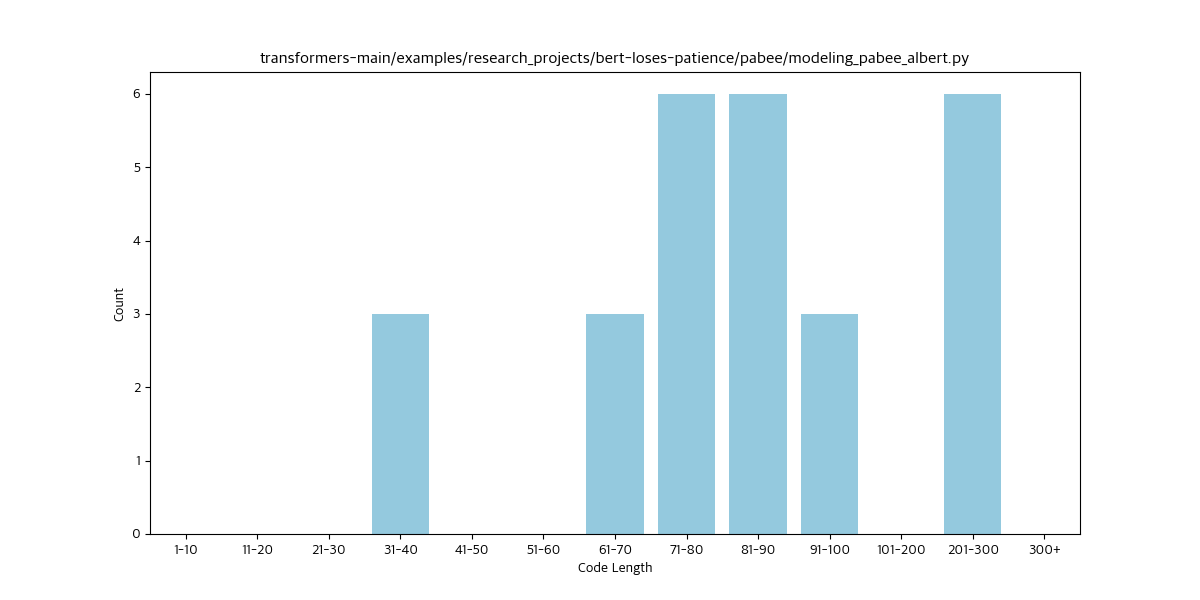 transformers-main/examples/research_projects/bert-loses-patience/pabee/modeling_pabee_albert.py
6
5
4
3
2
1
0
Count
1-10 11-20 21-30 31-40 41-50 51-60 61-70 71-80 81-90 91-100 101-200 201-300 300+
Code Length